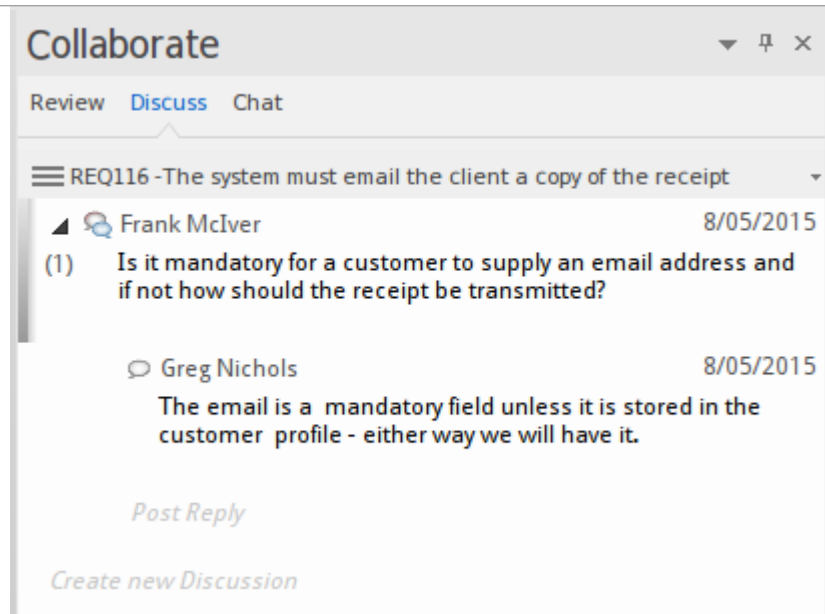 Collaborate
Review Discuss Chat
REQ116 -The system must email the client a copy of the receipt
Frank McIver 8/05/2015
(1) Is it mandatory for a customer to supply an email address and
if not how should the receipt be transmitted?
Greg Nichols 8/05/2015
The email is a mandatory field unless it is stored in the
customer profile - either way we will have it.
Post Reply
Create new Discussion